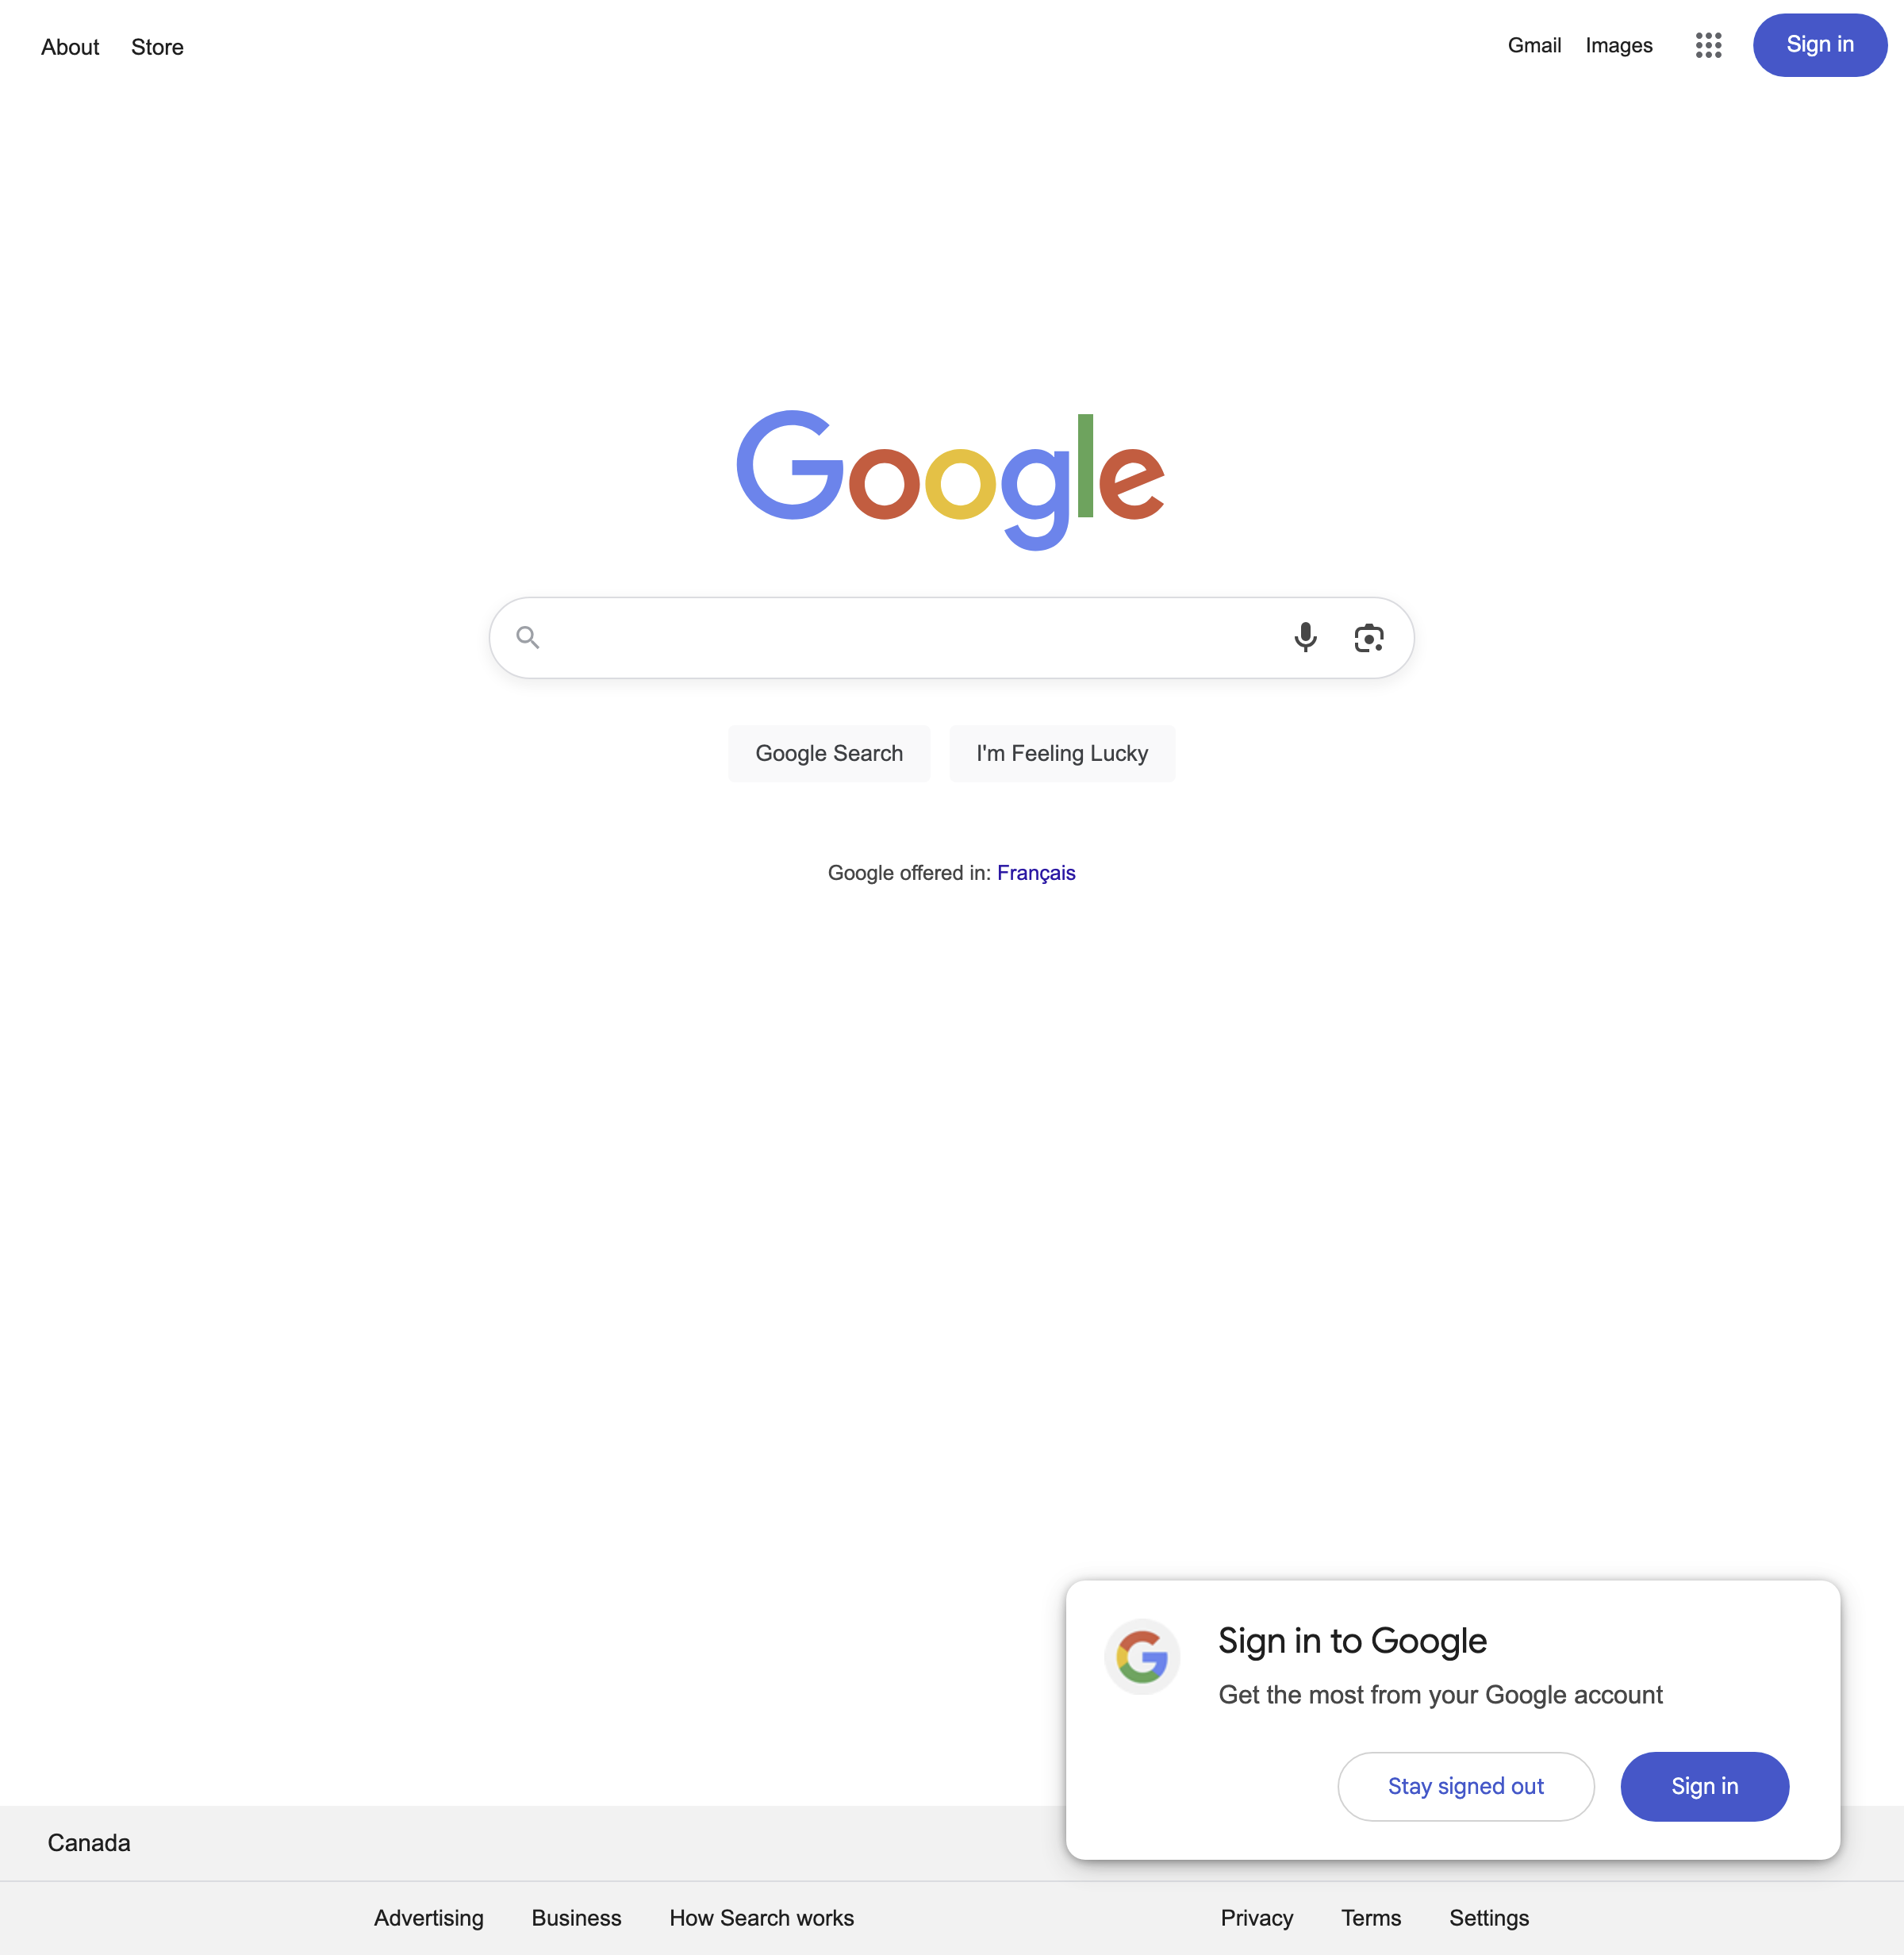 About Store Gmail Images Sign in
Google
Google Search I'm Feeling Lucky
Google offered in: Français
Sign in to Google
Get the most from your Google account
Stay signed out Sign in
Canada
Advertising Business How Search works Privacy Terms Settings